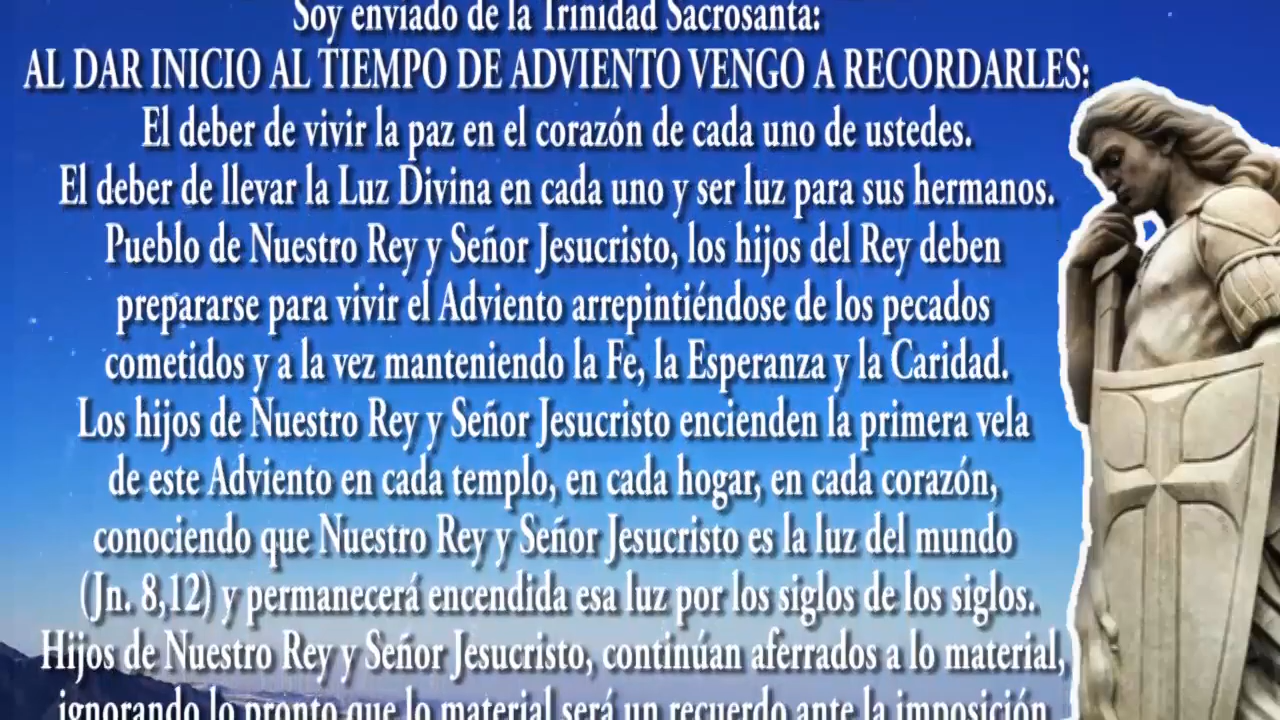 Soy enviado de la Trinidad Sacrosanta:
AL DAR INICIO AL TIEMPO DE ADVIENTO VENGO A RECORDARLES:
El deber de vivir la paz en el corazón de cada uno de ustedes.
El deber de llevar la Luz Divina en cada uno y ser luz para sus hermanos.
Pueblo de Nuestro Rey y Señor Jesucristo, los hijos del Rey deben
prepararse para vivir el Adviento arrepintiéndose de los pecados
cometidos y a la vez manteniendo la Fe, la Esperanza y la Caridad.
Los hijos de Nuestro Rey y Señor Jesucristo encienden la primera vela
de este Adviento en cada templo, en cada hogar, en cada corazón,
conociendo que Nuestro Rey y Señor Jesucristo es la luz del mundo
(Jn. 8,12) y permanecerá encendida esa luz por los siglos de los siglos.
Hijos de Nuestro Rey y Señor Jesucristo, continúan aferrados a lo material,
ignorando lo pronto que lo material será un recuerdo ante la imposición